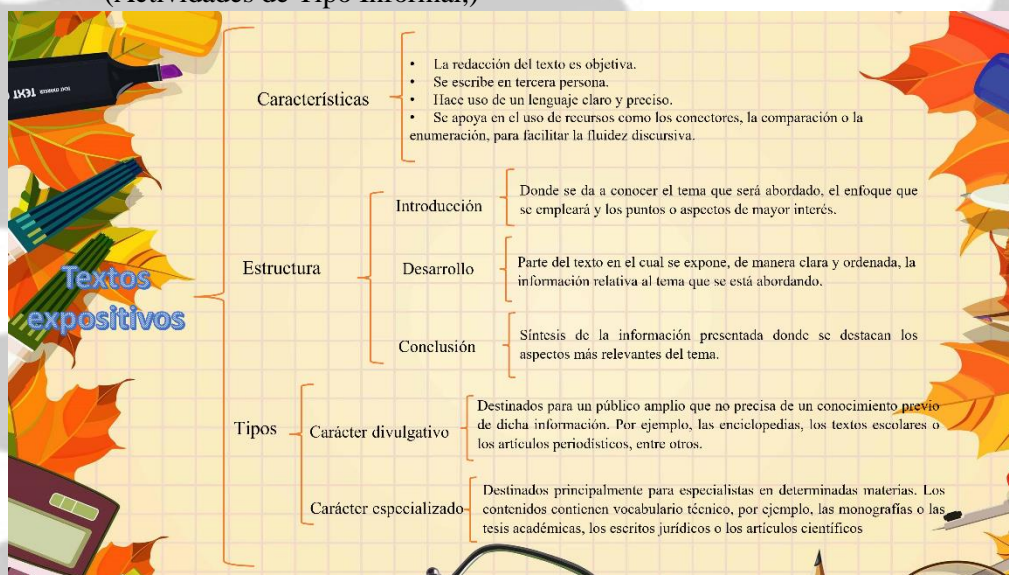 (Actividades de Tipo Informal,)
TEXT
Características
• La redacción del texto es objetiva.
• Se escribe en tercera persona.
• Hace uso de un lenguaje claro y preciso.
• Se apoya en el uso de recursos como los conectores, la comparación o la
enumeración, para facilitar la fluidez discursiva.
Textos
expositivos
Estructura
Introducción
Donde se da a conocer el tema que será abordado, el enfoque que
se empleará y los puntos o aspectos de mayor interés.
Desarrollo
Parte del texto en el cual se expone, de manera clara y ordenada, la
información relativa al tema que se está abordando.
Conclusión
Síntesis de la información presentada donde se destacan los
aspectos más relevantes del tema.
Tipos
Carácter divulgativo
Destinados para un público amplio que no precisa de un conocimiento previo
de dicha información. Por ejemplo, las enciclopedias, los textos escolares o
los artículos periodísticos, entre otros.
Carácter especializado
Destinados principalmente para especialistas en determinadas materias. Los
contenidos contienen vocabulario técnico, por ejemplo, las monografías o las
tesis académicas, los escritos jurídicos o los artículos científicos